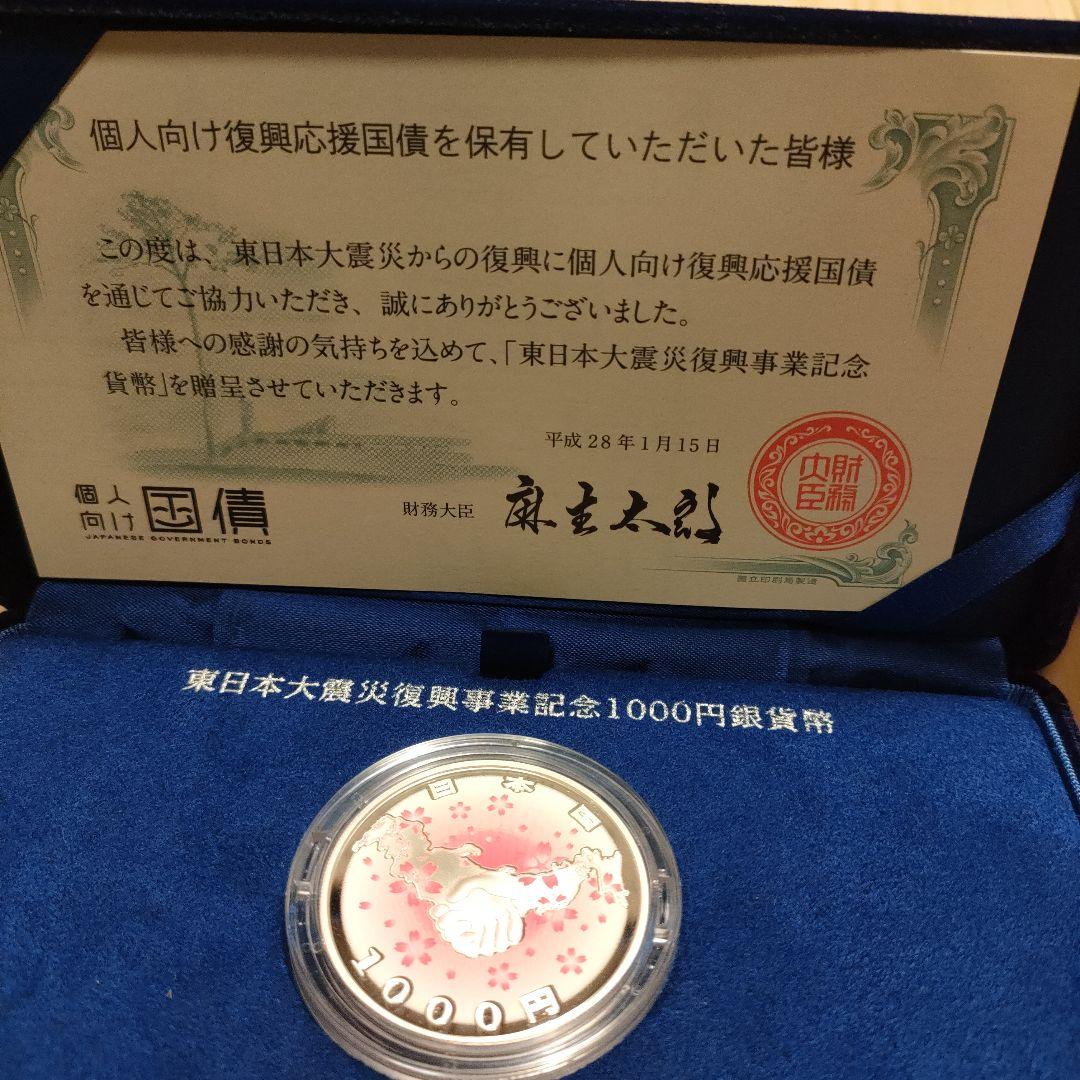 個人向け復興応援国債を保有していただいた皆様
この度は、東日本大震災からの復興に個人向け復興応援国債
を通じてご協力いただき、誠にありがとうございました。
皆様への感謝の気持ちを込めて、「東日本大震災復興事業記念
貨幣」を贈呈させていただきます。
平成28年1月15日
財務大臣 麻生太郎
財務大臣
個人向け国債
JAPANESE GOVERNMENT BONDS
國立印刷局製造
東日本大震災復興事業記念1000円銀貨幣
日本国
1000円